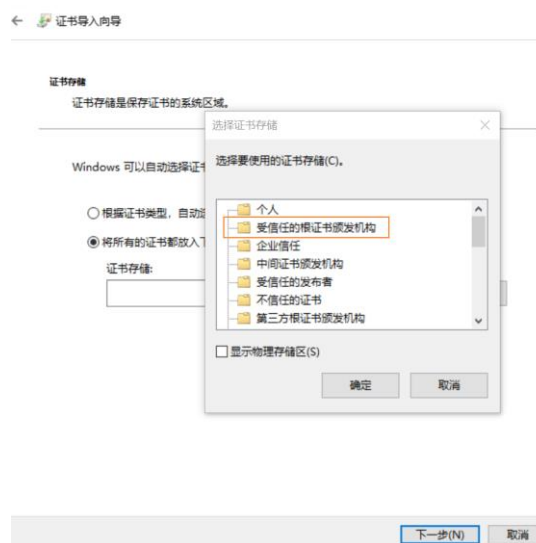 证书导入向导
证书存储
证书存储是保存证书的系统区域。
选择证书存储
Windows 可以自动选择证书
选择要使用的证书存储(C)。
根据证书类型，自动
将所有的证书都放入下
证书存储:
个人
受信任的根证书颁发机构
企业信任
中间证书颁发机构
受信任的发布者
不信任的证书
第三方根证书颁发机构
显示物理存储区(S)
确定
取消
下一步(N)
取消